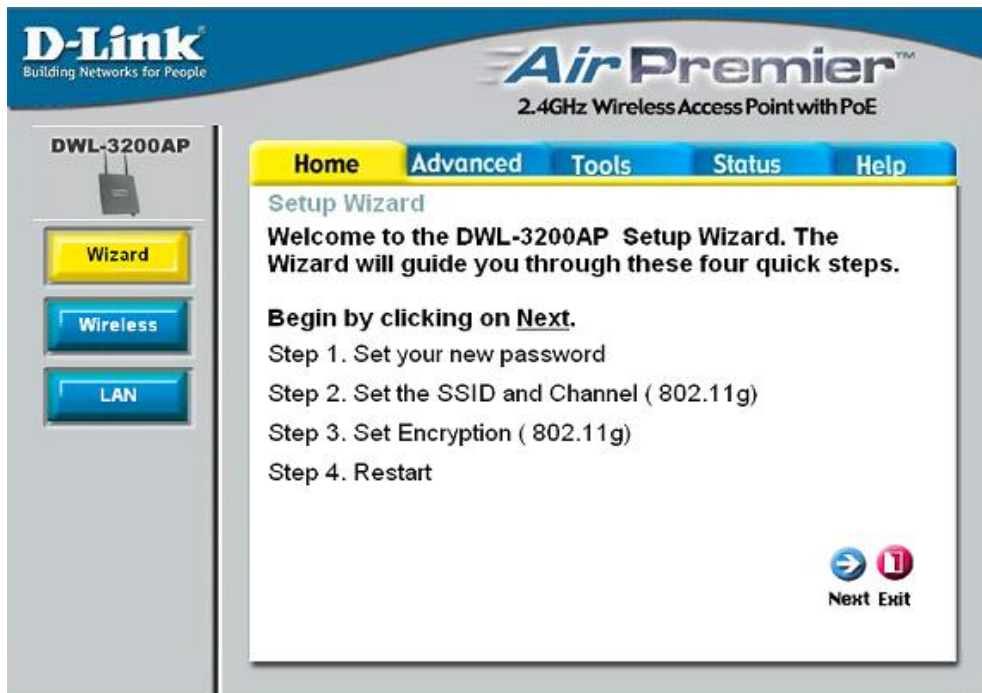 D-Link
Building Networks for People
Air Premier™
2.4GHz Wireless Access Point with PoE
DWL-3200AP
Wizard
Wireless
LAN
Home Advanced Tools Status Help
Setup Wizard
Welcome to the DWL-3200AP Setup Wizard. The
Wizard will guide you through these four quick steps.
Begin by clicking on Next.
Step 1. Set your new password
Step 2. Set the SSID and Channel ( 802.11g)
Step 3. Set Encryption ( 802.11g)
Step 4. Restart
Next Exit